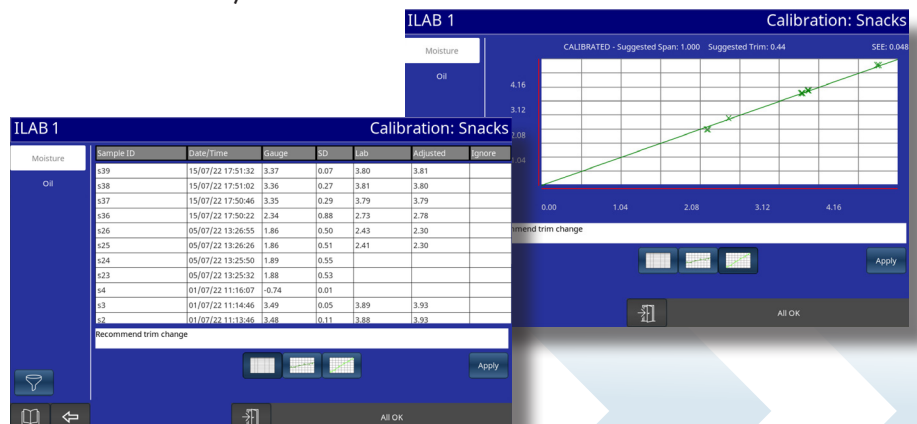 ILAB 1 Calibration: Snacks
Moisture
Oil
CALIBRATED - Suggested Span: 1.000 Suggested Trim: 0.44 SEE: 0.048
4.16
3.12
2.08
1.04
0.00 1.04 2.08 3.12 4.16
mmend trim change
Apply
All OK
ILAB 1 Calibration: Snacks
Moisture
Oil
Sample ID Date/Time Gauge SD Lab Adjusted Ignore
s39 15/07/22 17:51:32 3.37 0.07 3.80 3.81
s38 15/07/22 17:51:02 3.36 0.27 3.81 3.80
s37 15/07/22 17:50:46 3.35 0.29 3.79 3.79
s36 15/07/22 17:50:22 2.34 0.88 2.73 2.78
s26 05/07/22 13:26:55 1.86 0.50 2.43 2.30
s25 05/07/22 13:26:26 1.86 0.51 2.41 2.30
s24 05/07/22 13:25:50 1.89 0.55
s23 05/07/22 13:25:32 1.88 0.53
s4 01/07/22 11:16:07 -0.74 0.01
s3 01/07/22 11:14:46 3.49 0.05 3.89 3.93
s2 01/07/22 11:13:46 3.48 0.11 3.88 3.93
Recommend trim change
Apply
All OK